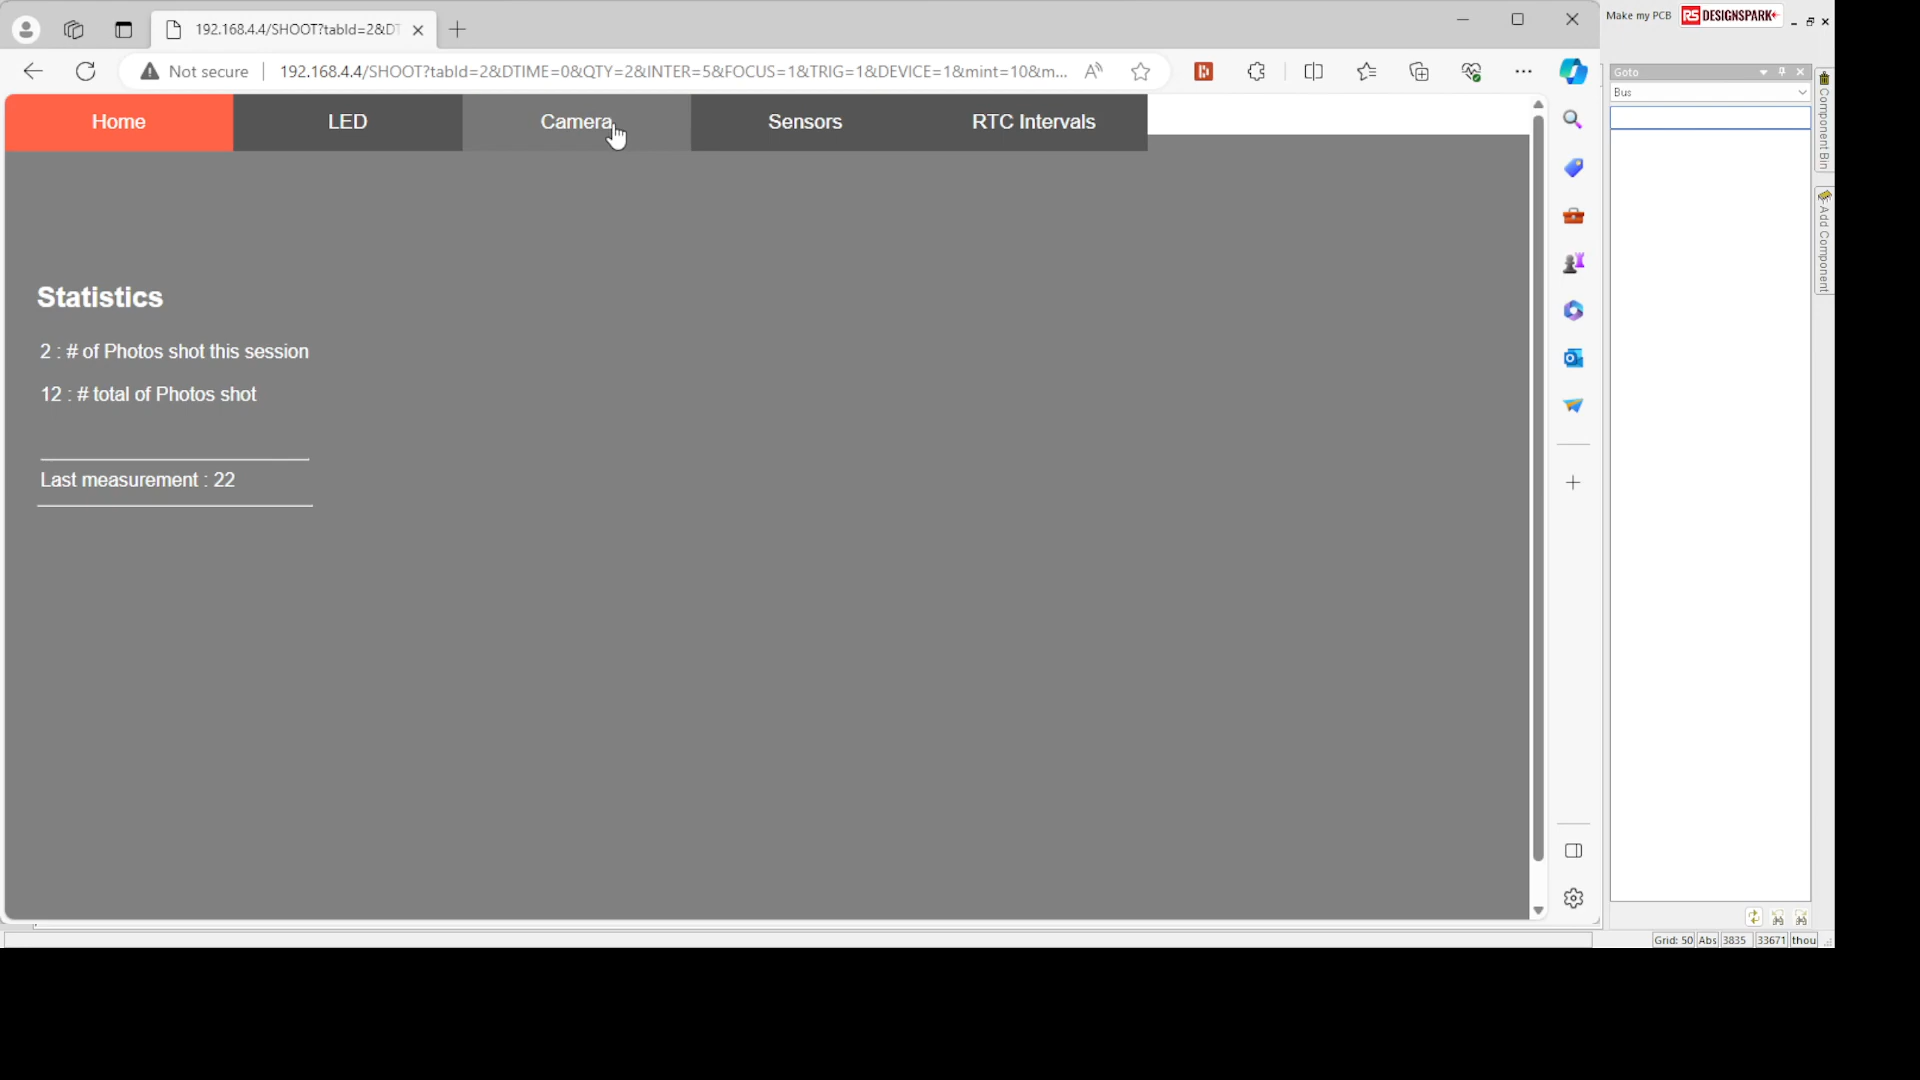 192.168.4.4/SHOOT?tabId=2&DT
Make my PCB RS DESIGNSPARK
Not secure 192.168.4.4/SHOOT?tabId=2&DTIME=0&QTY=2&INTER=5&FOCUS=1&TRIG=1&DEVICE=1&mint=10&m...
Goto
Bus
Home LED Camera Sensors RTC Intervals
Component Bin
Add Component
Statistics
2 : # of Photos shot this session
12 : # total of Photos shot
Last measurement : 22
Grid: 50 Abs 3835 33671 thou